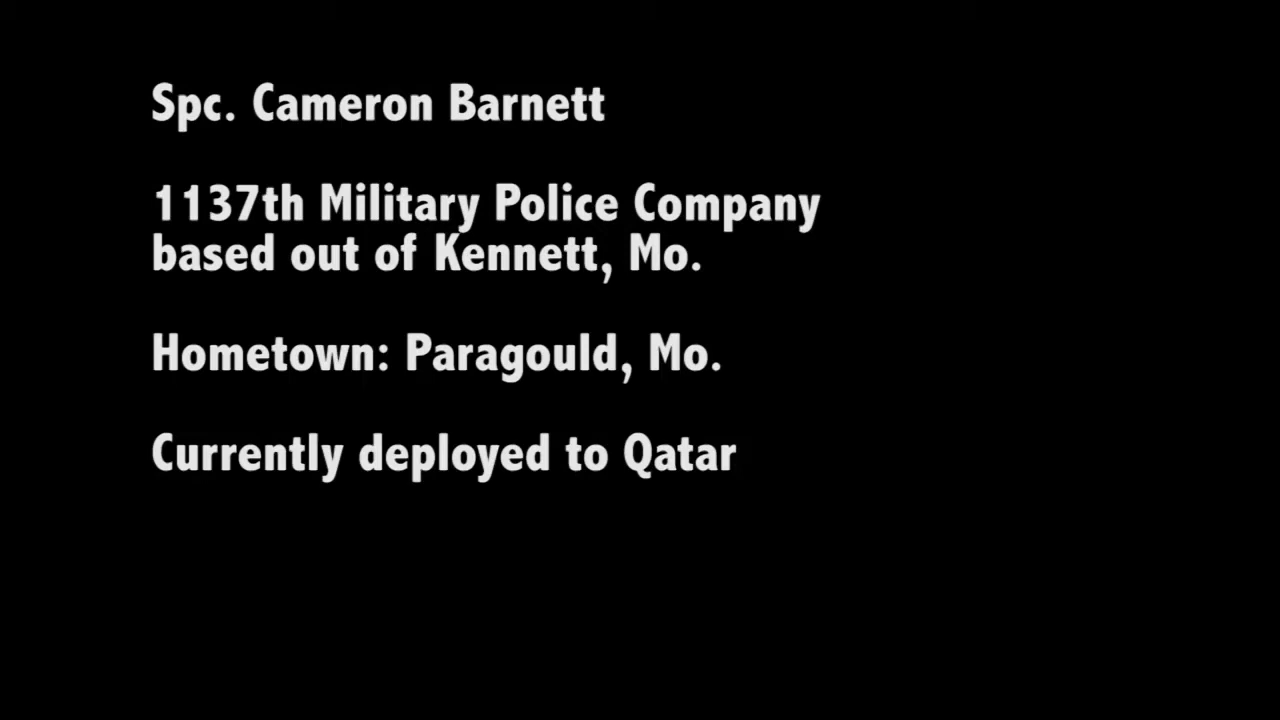 Spc. Cameron Barnett
1137th Military Police Company
based out of Kennett, Mo.
Hometown: Paragould, Mo.
Currently deployed to Qatar